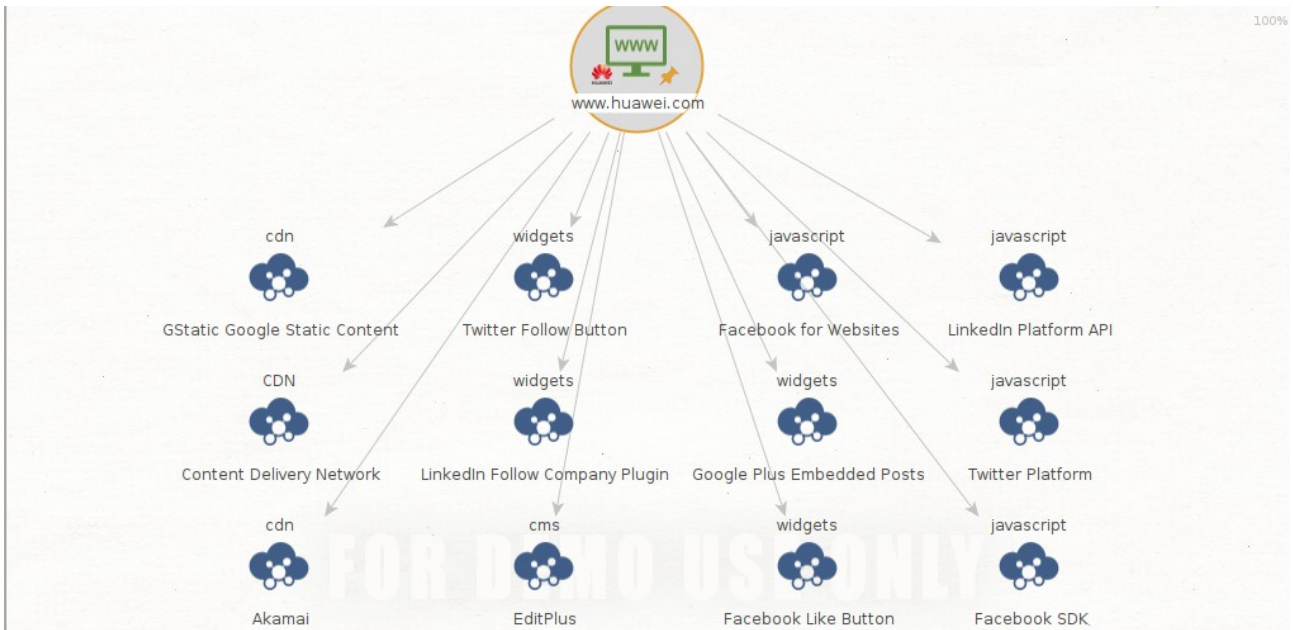 100%
WWW
HUAWEI
www.huawei.com
cdn widgets javascript javascript
GStatic Google Static Content Twitter Follow Button Facebook for Websites LinkedIn Platform API
CDN widgets widgets javascript
Content Delivery Network LinkedIn Follow Company Plugin Google Plus Embedded Posts Twitter Platform
cdn cms widgets javascript
FOR DEMO USE ONLY
Akamai EditPlus Facebook Like Button Facebook SDK